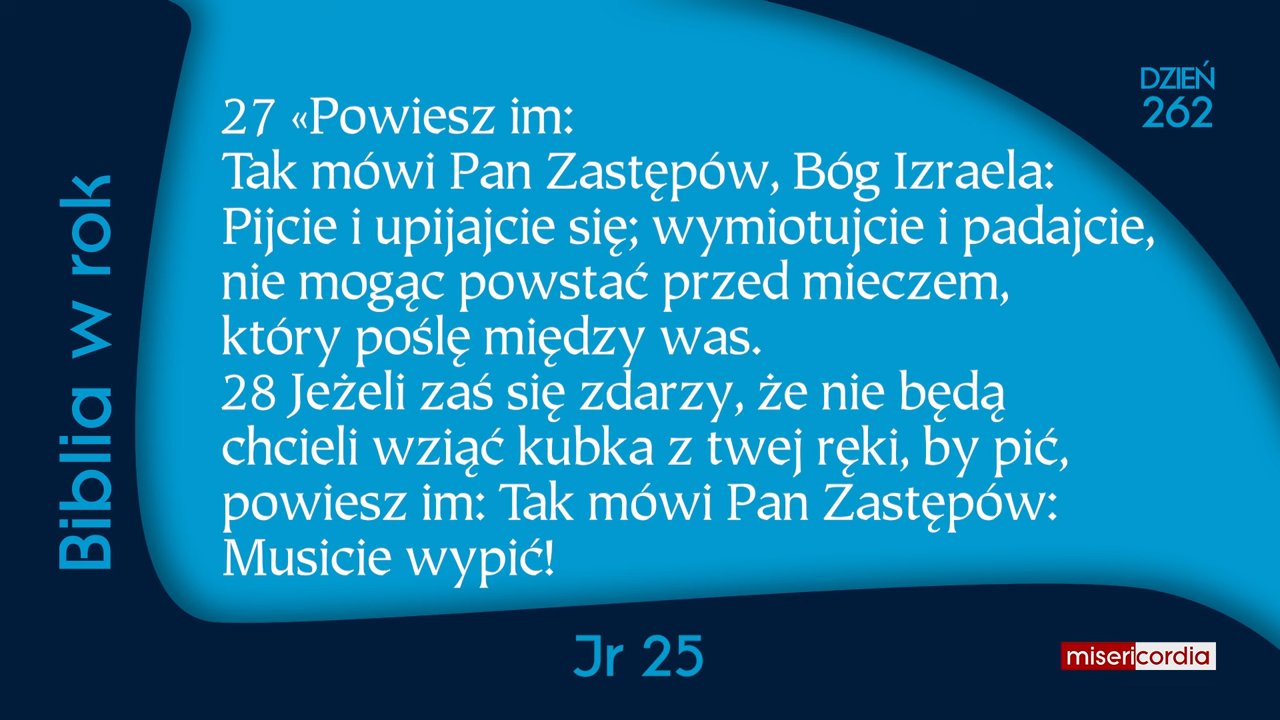 DZIEŃ
262
27 «Powiesz im:
Tak mówi Pan Zastępów, Bóg Izraela:
Pijcie i upijajcie się; wymiotujcie i padajcie,
nie mogąc powstać przed mieczem,
który poślę między was.
28 Jeżeli zaś się zdarzy, że nie będą
chcieli wziąć kubka z twej ręki, by pić,
powiesz im: Tak mówi Pan Zastępów:
Musicie wypić!
Biblia w rok
Jr 25
misericordia